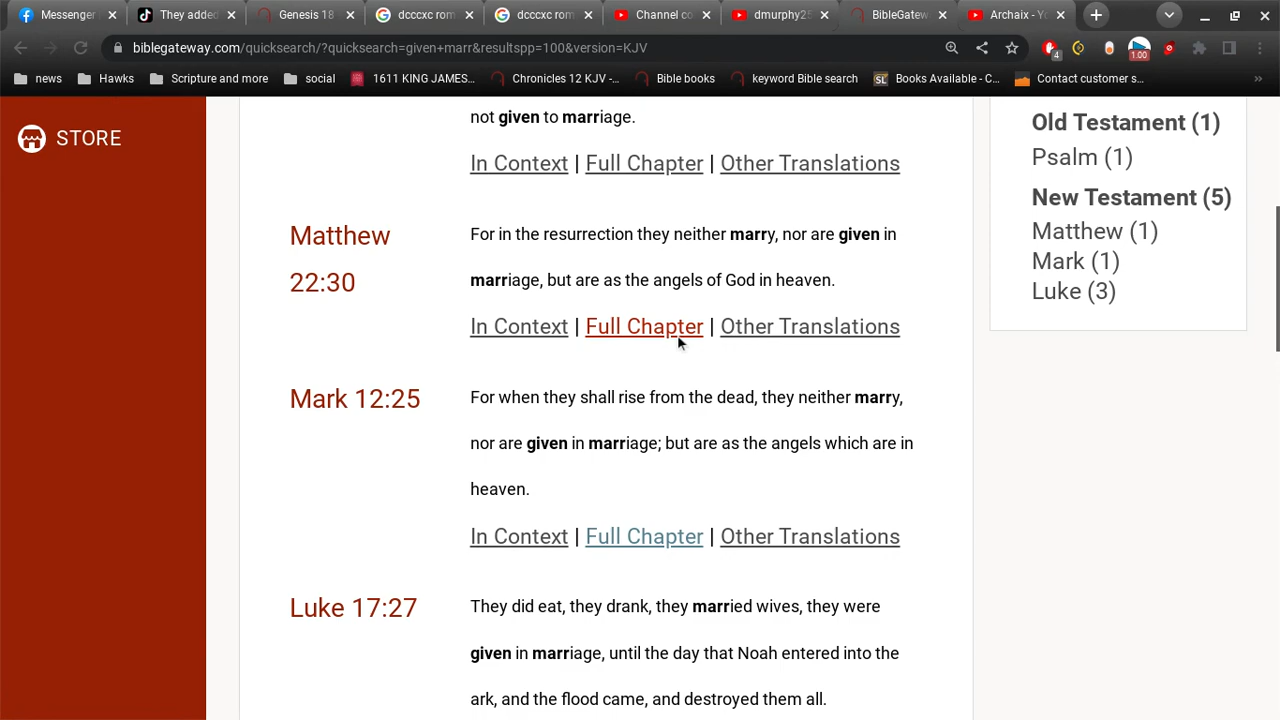 Messenger
They added
Genesis 18
dcccxc rom
dcccxc rom
Channel co
dmurphy25
BibleGatew
Archaix - Yo
biblegateway.com/quicksearch/?quicksearch=given+marr&resultspp=100&version=KJV
4
1.00
news
Hawks
Scripture and more
social
1611 KING JAMES...
Chronicles 12 KJV -...
Bible books
keyword Bible search
SL
Books Available - C...
Contact customer s...
»
STORE
not given to marriage.
In Context | Full Chapter | Other Translations
Matthew
22:30
For in the resurrection they neither marry, nor are given in
marriage, but are as the angels of God in heaven.
In Context | Full Chapter | Other Translations
Mark 12:25
For when they shall rise from the dead, they neither marry,
nor are given in marriage; but are as the angels which are in
heaven.
In Context | Full Chapter | Other Translations
Luke 17:27
They did eat, they drank, they married wives, they were
given in marriage, until the day that Noah entered into the
ark, and the flood came, and destroyed them all.
Old Testament (1)
Psalm (1)
New Testament (5)
Matthew (1)
Mark (1)
Luke (3)